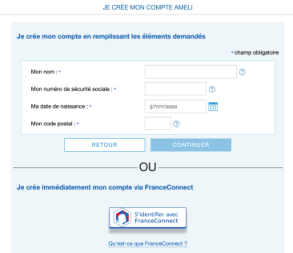 JE CRÉE MON COMPTE AMELI
Je crée mon compte en remplissant les éléments demandés
* champ obligatoire
Mon nom : *
Mon numéro de sécurité sociale : *
Ma date de naissance : *
jj/mm/aaaa
Mon code postal : *
RETOUR
CONTINUER
OU
Je crée immédiatement mon compte via FranceConnect
S'identifier avec
FranceConnect
Qu'est-ce que FranceConnect ?